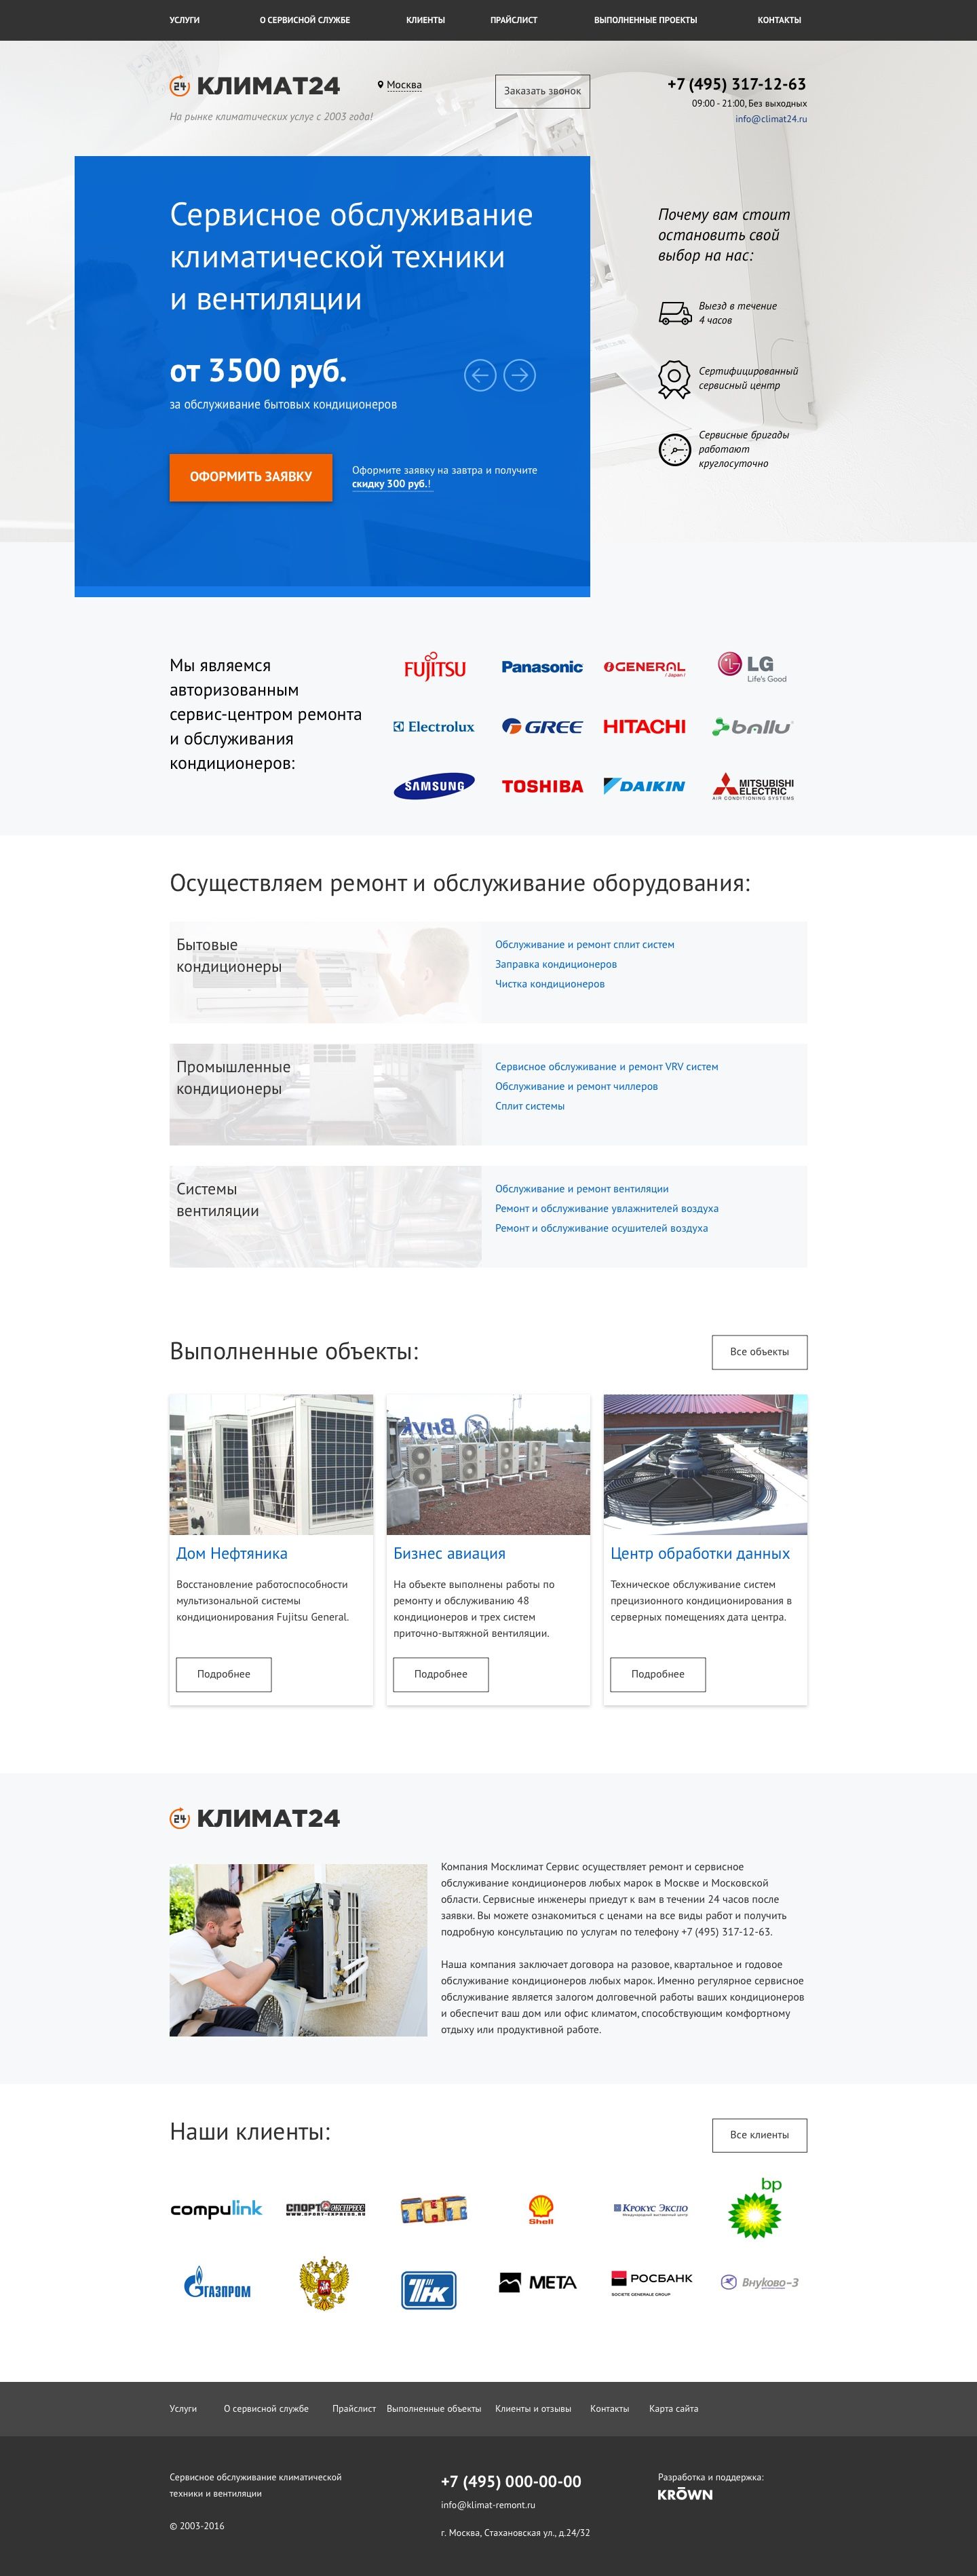 УСЛУГИ
О СЕРВИСНОЙ СЛУЖБЕ
КЛИЕНТЫ
ПРАЙСЛИСТ
ВЫПОЛНЕННЫЕ ПРОЕКТЫ
КОНТАКТЫ
24 КЛИМАТ24
Москва
Заказать звонок
+7 (495) 317-12-63
09:00 - 21:00, Без выходных
info@climat24.ru
На рынке климатических услуг с 2003 года!
Сервисное обслуживание
климатической техники
и вентиляции
от 3500 руб.
за обслуживание бытовых кондиционеров
ОФОРМИТЬ ЗАЯВКУ
Оформите заявку на завтра и получите
скидку 300 руб.!
Почему вам стоит
остановить свой
выбор на нас:
Выезд в течение
4 часов
Сертифицированный
сервисный центр
Сервисные бригады
работают
круглосуточно
Мы являемся
авторизованным
сервис-центром ремонта
и обслуживания
кондиционеров:
FUJITSU
Panasonic
GENERAL
[Japan]
LG
Life's Good
Electrolux
GREE
HITACHI
ballu
SAMSUNG
TOSHIBA
DAIKIN
MITSUBISHI
ELECTRIC
AIR CONDITIONING SYSTEMS
Осуществляем ремонт и обслуживание оборудования:
Бытовые
кондиционеры
Обслуживание и ремонт сплит систем
Заправка кондиционеров
Чистка кондиционеров
Промышленные
кондиционеры
Сервисное обслуживание и ремонт VRV систем
Обслуживание и ремонт чиллеров
Сплит системы
Системы
вентиляции
Обслуживание и ремонт вентиляции
Ремонт и обслуживание увлажнителей воздуха
Ремонт и обслуживание осушителей воздуха
Выполненные объекты:
Все объекты
Дом Нефтяника
Восстановление работоспособности
мультизональной системы
кондиционирования Fujitsu General.
Подробнее
Бизнес авиация
На объекте выполнены работы по
ремонту и обслуживанию 48
кондиционеров и трех систем
приточно-вытяжной вентиляции.
Подробнее
Центр обработки данных
Техническое обслуживание систем
прецизионного кондиционирования в
серверных помещениях дата центра.
Подробнее
24 КЛИМАТ24
Компания Москлимат Сервис осуществляет ремонт и сервисное
обслуживание кондиционеров любых марок в Москве и Московской
области. Сервисные инженеры приедут к вам в течении 24 часов после
заявки. Вы можете ознакомиться с ценами на все виды работ и получить
подробную консультацию по услугам по телефону +7 (495) 317-12-63.
Наша компания заключает договора на разовое, квартальное и годовое
обслуживание кондиционеров любых марок. Именно регулярное сервисное
обслуживание является залогом долговечной работы ваших кондиционеров
и обеспечит ваш дом или офис климатом, способствующим комфортному
отдыху или продуктивной работе.
Наши клиенты:
Все клиенты
compulink
СПОРТ ЭКСПРЕСС
WWW.SPORT-EXPRESS.RU
Shell
КРОКУС ЭКСПО
Международный выставочный центр
bp
ГАЗПРОМ
ТНК
МЕТА
РОСБАНК
SOCIETE GENERALE GROUP
Внуково-3
Услуги
О сервисной службе
Прайслист
Выполненные объекты
Клиенты и отзывы
Контакты
Карта сайта
Сервисное обслуживание климатической
техники и вентиляции
© 2003-2016
+7 (495) 000-00-00
info@klimat-remont.ru
г. Москва, Стахановская ул., д.24/32
Разработка и поддержка:
KRŌWN